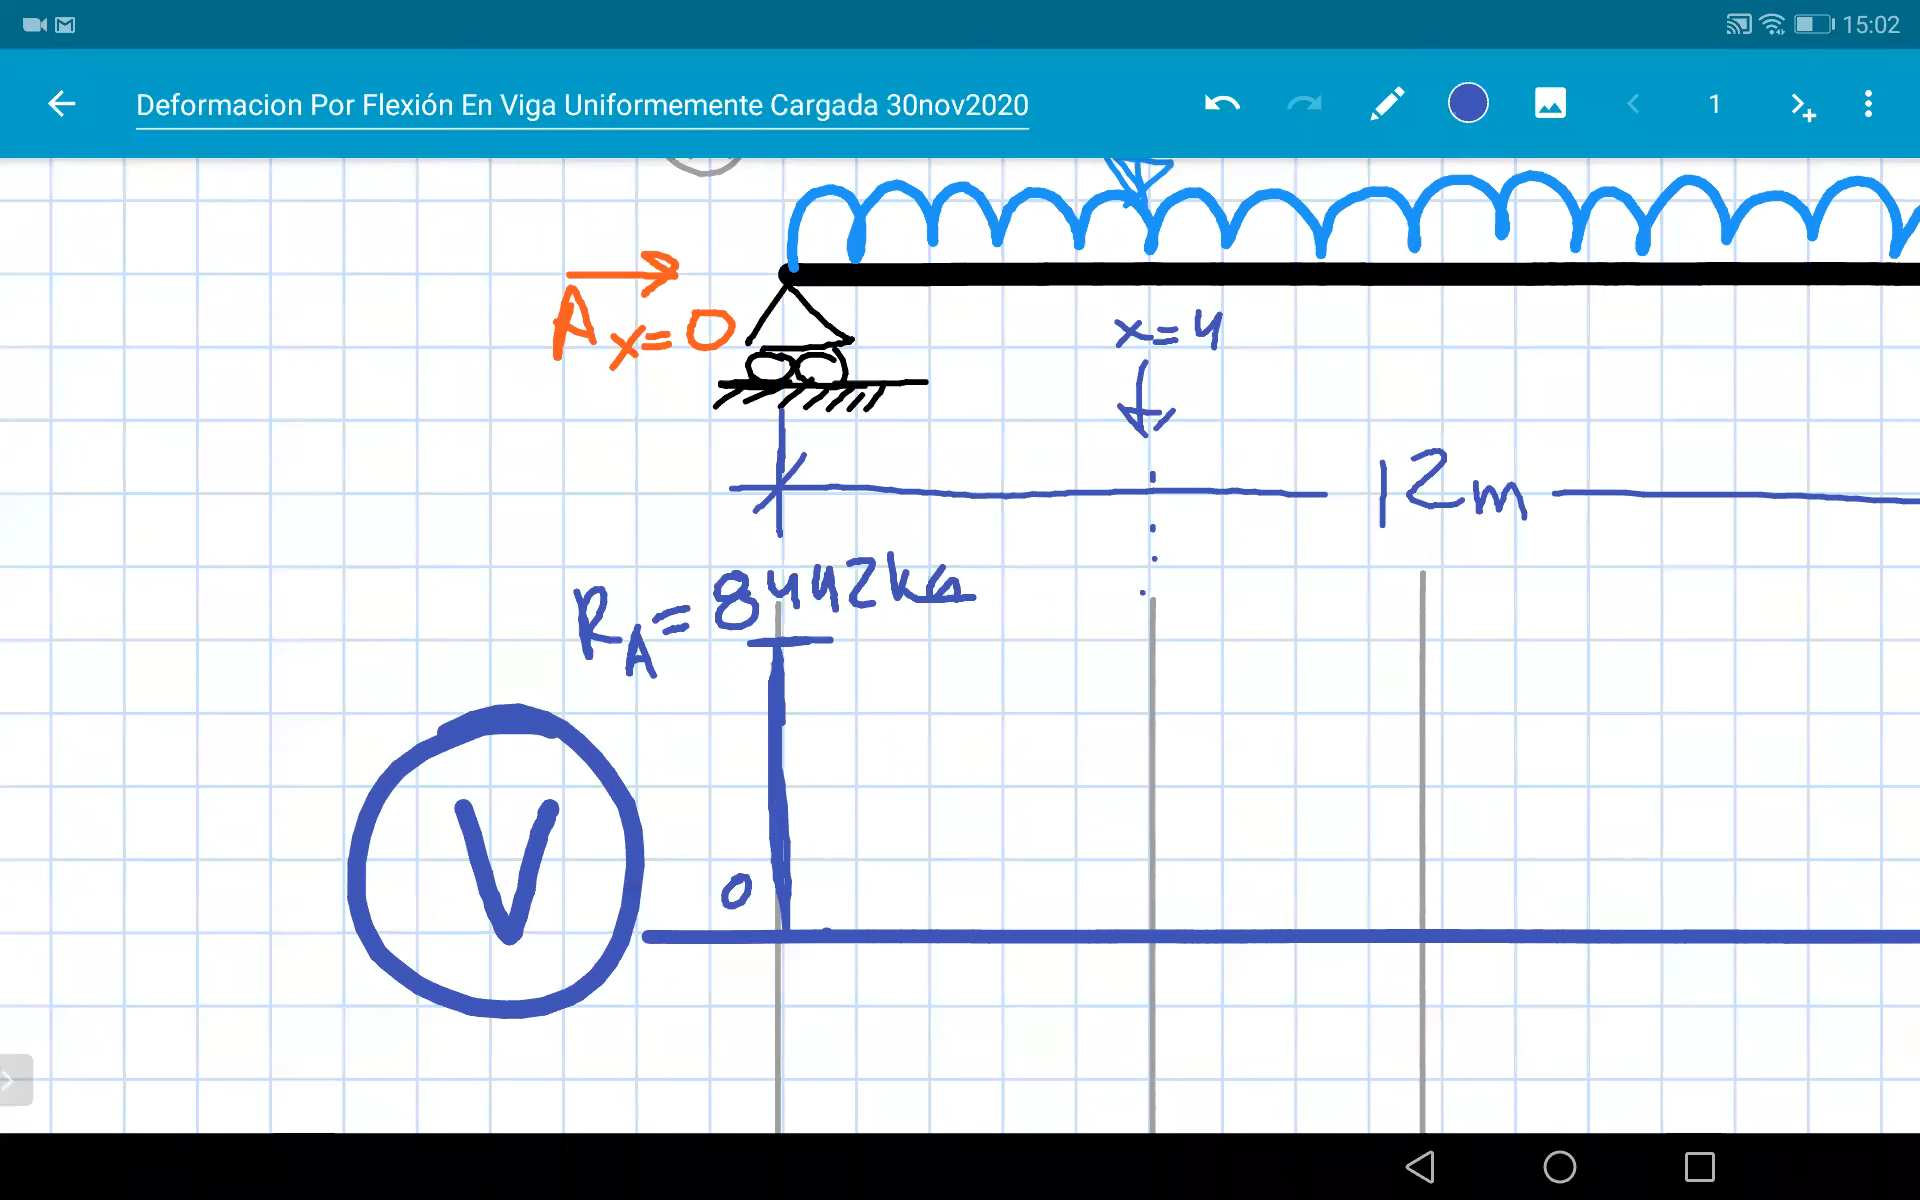 15:02
Deformacion Por Flexión En Viga Uniformemente Cargada 30nov2020
1
Ax=0
x=4
12m
RA=8442kG
V
0